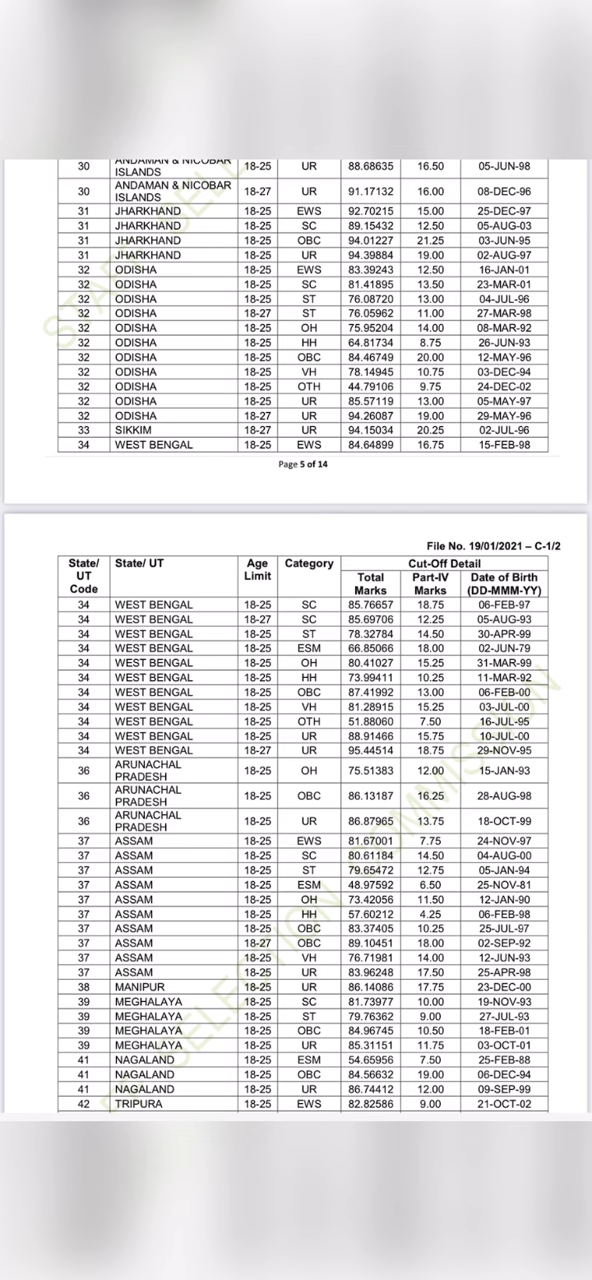 30 ANDAMAN & NICOBAR ISLANDS 18-25 UR 88.68635 16.50 05-JUN-98
30 ANDAMAN & NICOBAR ISLANDS 18-27 UR 91.17132 16.00 08-DEC-96
31 JHARKHAND 18-25 EWS 92.70215 15.00 25-DEC-97
31 JHARKHAND 18-25 SC 89.15432 12.50 05-AUG-03
31 JHARKHAND 18-25 OBC 94.01227 21.25 03-JUN-95
31 JHARKHAND 18-25 UR 94.39884 19.00 02-AUG-97
32 ODISHA 18-25 EWS 83.39243 12.50 16-JAN-01
32 ODISHA 18-25 SC 81.41895 13.50 23-MAR-01
32 ODISHA 18-25 ST 76.08720 13.00 04-JUL-96
32 ODISHA 18-27 ST 76.05962 11.00 27-MAR-98
32 ODISHA 18-25 OH 75.95204 14.00 08-MAR-92
32 ODISHA 18-25 HH 64.81734 8.75 26-JUN-93
32 ODISHA 18-25 OBC 84.46749 20.00 12-MAY-96
32 ODISHA 18-25 VH 78.14945 10.75 03-DEC-94
32 ODISHA 18-25 OTH 44.79106 9.75 24-DEC-02
32 ODISHA 18-25 UR 85.57119 13.00 05-MAY-97
32 ODISHA 18-27 UR 94.26087 19.00 29-MAY-96
33 SIKKIM 18-27 UR 94.15034 20.25 02-JUL-96
34 WEST BENGAL 18-25 EWS 84.64899 16.75 15-FEB-98
Page 5 of 14
File No. 19/01/2021 – C-1/2
State/ UT Code State/ UT Age Limit Category Cut-Off Detail
Total Marks Part-IV Marks Date of Birth (DD-MMM-YY)
34 WEST BENGAL 18-25 SC 85.76657 18.75 06-FEB-97
34 WEST BENGAL 18-27 SC 85.69706 12.25 05-AUG-93
34 WEST BENGAL 18-25 ST 78.32784 14.50 30-APR-99
34 WEST BENGAL 18-25 ESM 66.85066 18.00 02-JUN-79
34 WEST BENGAL 18-25 OH 80.41027 15.25 31-MAR-99
34 WEST BENGAL 18-25 HH 73.99411 10.25 11-MAR-92
34 WEST BENGAL 18-25 OBC 87.41992 13.00 06-FEB-00
34 WEST BENGAL 18-25 VH 81.28915 15.25 03-JUL-00
34 WEST BENGAL 18-25 OTH 51.88060 7.50 16-JUL-95
34 WEST BENGAL 18-25 UR 88.91466 15.75 10-JUL-00
34 WEST BENGAL 18-27 UR 95.44514 18.75 29-NOV-95
36 ARUNACHAL PRADESH 18-25 OH 75.51383 12.00 15-JAN-93
36 ARUNACHAL PRADESH 18-25 OBC 86.13187 16.25 28-AUG-98
36 ARUNACHAL PRADESH 18-25 UR 86.87965 13.75 18-OCT-99
37 ASSAM 18-25 EWS 81.67001 7.75 24-NOV-97
37 ASSAM 18-25 SC 80.61184 14.50 04-AUG-00
37 ASSAM 18-25 ST 79.65472 12.75 05-JAN-94
37 ASSAM 18-25 ESM 48.97592 6.50 25-NOV-81
37 ASSAM 18-25 OH 73.42056 11.50 12-JAN-90
37 ASSAM 18-25 HH 57.60212 4.25 06-FEB-98
37 ASSAM 18-25 OBC 83.37405 10.25 25-JUL-97
37 ASSAM 18-27 OBC 89.10451 18.00 02-SEP-92
37 ASSAM 18-25 VH 76.71981 14.00 12-JUN-93
37 ASSAM 18-25 UR 83.96248 17.50 25-APR-98
38 MANIPUR 18-25 UR 86.14086 17.75 23-DEC-00
39 MEGHALAYA 18-25 SC 81.73977 10.00 19-NOV-93
39 MEGHALAYA 18-25 ST 79.76362 9.00 27-JUL-93
39 MEGHALAYA 18-25 OBC 84.96745 10.50 18-FEB-01
39 MEGHALAYA 18-25 UR 85.31151 11.75 03-OCT-01
41 NAGALAND 18-25 ESM 54.65956 7.50 25-FEB-88
41 NAGALAND 18-25 OBC 84.56632 19.00 06-DEC-94
41 NAGALAND 18-25 UR 86.74412 12.00 09-SEP-99
42 TRIPURA 18-25 EWS 82.82586 9.00 21-OCT-02